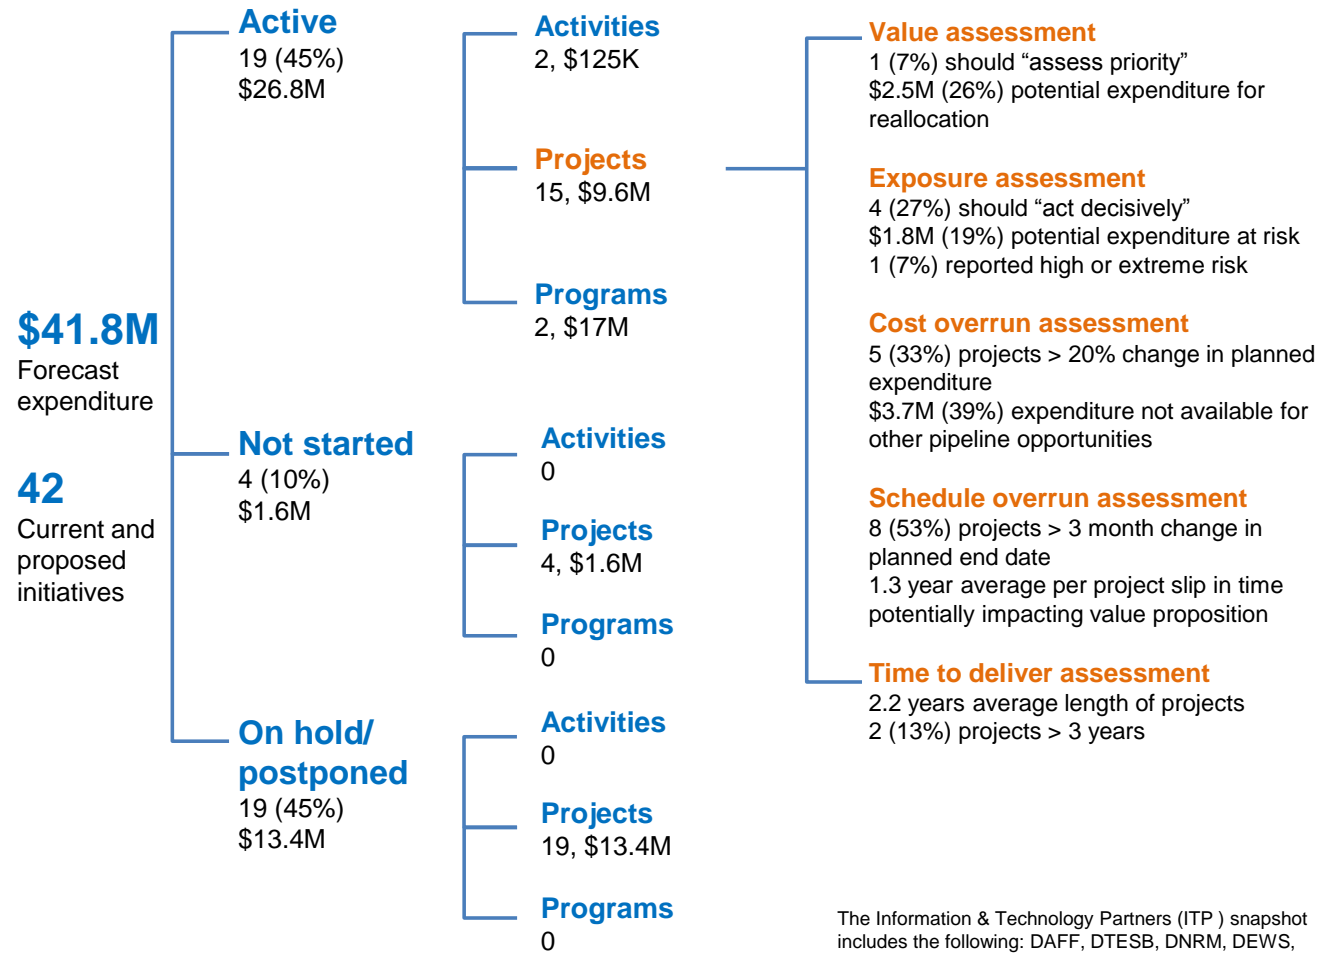 $41.8M
Forecast
expenditure
42
Current and
proposed
initiatives
Active
19 (45%)
$26.8M
Activities
2, $125K
Projects
15, $9.6M
Programs
2, $17M
Not started
4 (10%)
$1.6M
Activities
0
Projects
4, $1.6M
Programs
0
On hold/
postponed
19 (45%)
$13.4M
Activities
0
Projects
19, $13.4M
Programs
0
Value assessment
1 (7%) should “assess priority”
$2.5M (26%) potential expenditure for
reallocation
Exposure assessment
4 (27%) should “act decisively”
$1.8M (19%) potential expenditure at risk
1 (7%) reported high or extreme risk
Cost overrun assessment
5 (33%) projects > 20% change in planned
expenditure
$3.7M (39%) expenditure not available for
other pipeline opportunities
Schedule overrun assessment
8 (53%) projects > 3 month change in
planned end date
1.3 year average per project slip in time
potentially impacting value proposition
Time to deliver assessment
2.2 years average length of projects
2 (13%) projects > 3 years
The Information & Technology Partners (ITP ) snapshot
includes the following: DAFF, DTESB, DNRM, DEWS,